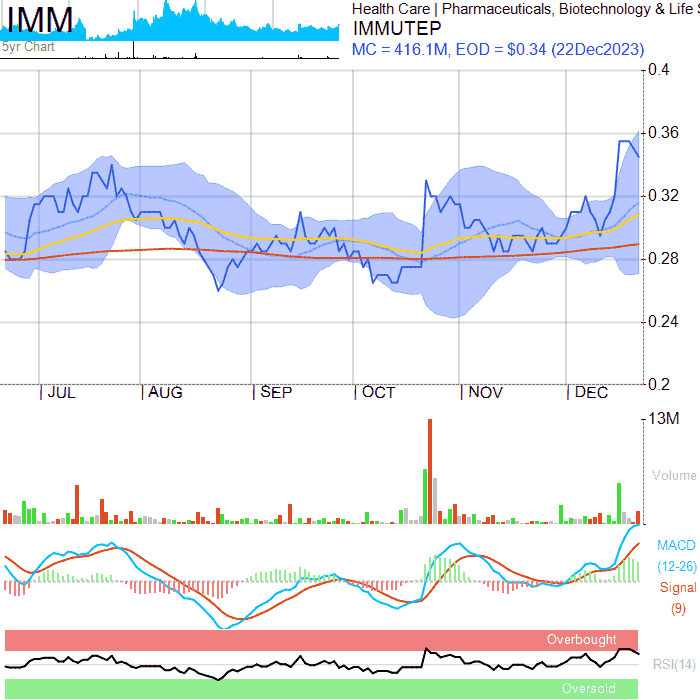 IMM
5yr Chart
Health Care | Pharmaceuticals, Biotechnology & Life S
IMMUTEP
MC = 416.1M, EOD = $0.34 (22Dec2023)
0.4
0.36
0.32
0.28
0.24
0.2
JUL
AUG
SEP
OCT
NOV
DEC
13M
Volume
MACD
(12-26)
Signal
(9)
Overbought
RSI(14)
Oversold